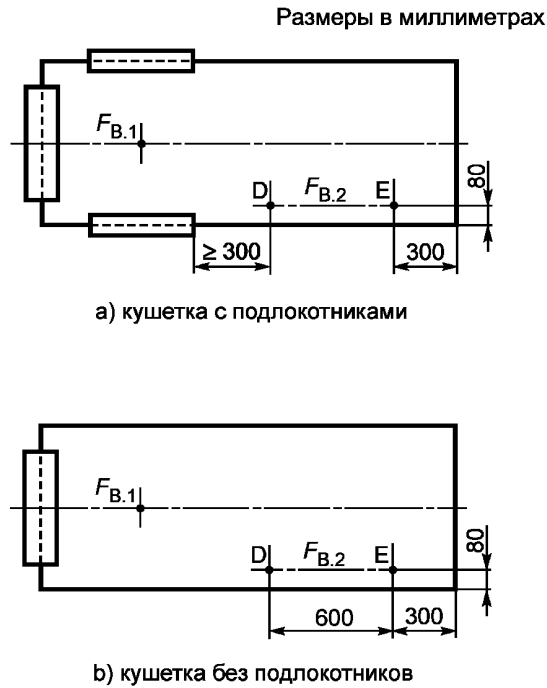 Размеры в миллиметрах
F_B.1
D F_B.2 E
80
≥ 300 300
a) кушетка с подлокотниками
F_B.1
D F_B.2 E
80
600 300
b) кушетка без подлокотников